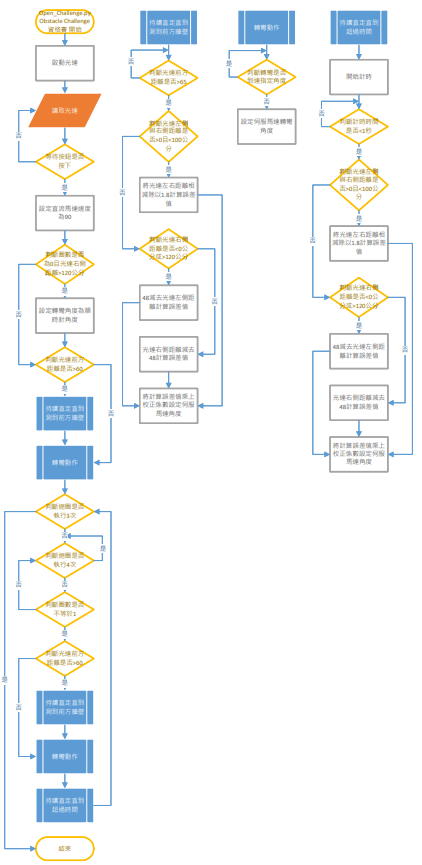 Open_Challenge.py
Obstacle Challenge
資格賽 開始
啟動光達
讀取光達
等待按鈕是否
按下
是
否
設定直流馬達速度
為90
判斷圈數是否
為0且光達右側
距離>120公分
是
否
設定轉彎角度為順
時針角度
判斷光達前方
距離是否>60
是
否
持續直走直到
測到前方牆壁
轉彎動作
判斷迴圈是否
執行3次
是
否
判斷迴圈是否
執行4次
是
否
判斷圈數是否
不等於1
是
否
判斷光達前方
距離是否>60
是
否
持續直走直到
測到前方牆壁
轉彎動作
持續直走直到
超過時間
結束
持續直走直到
測到前方牆壁
判斷光達前方
距離是否>65
是
否
判斷光達左側
與右側距離是
否>0且<100公
分
是
否
將光達左右距離相
減除以1.8計算誤差
值
判斷光達右側
距離是否<0公
分或>120公分
是
否
48減去光達左側距
離計算誤差值
光達右側距離減去
48計算誤差值
將計算誤差值乘上
校正係數設定伺服
馬達角度
轉彎動作
判斷轉彎是否
到達指定角度
是
否
設定伺服馬達轉彎
角度
持續直走直到
超過時間
開始計時
判斷計時時間
是否<1秒
是
否
判斷光達左側
與右側距離是
否>0且<100公
分
是
否
將光達左右距離相
減除以1.8計算誤差
值
判斷光達右側
距離是否<0公
分或>120公分
是
否
48減去光達左側距
離計算誤差值
光達右側距離減去
48計算誤差值
將計算誤差值乘上
校正係數設定伺服
馬達角度